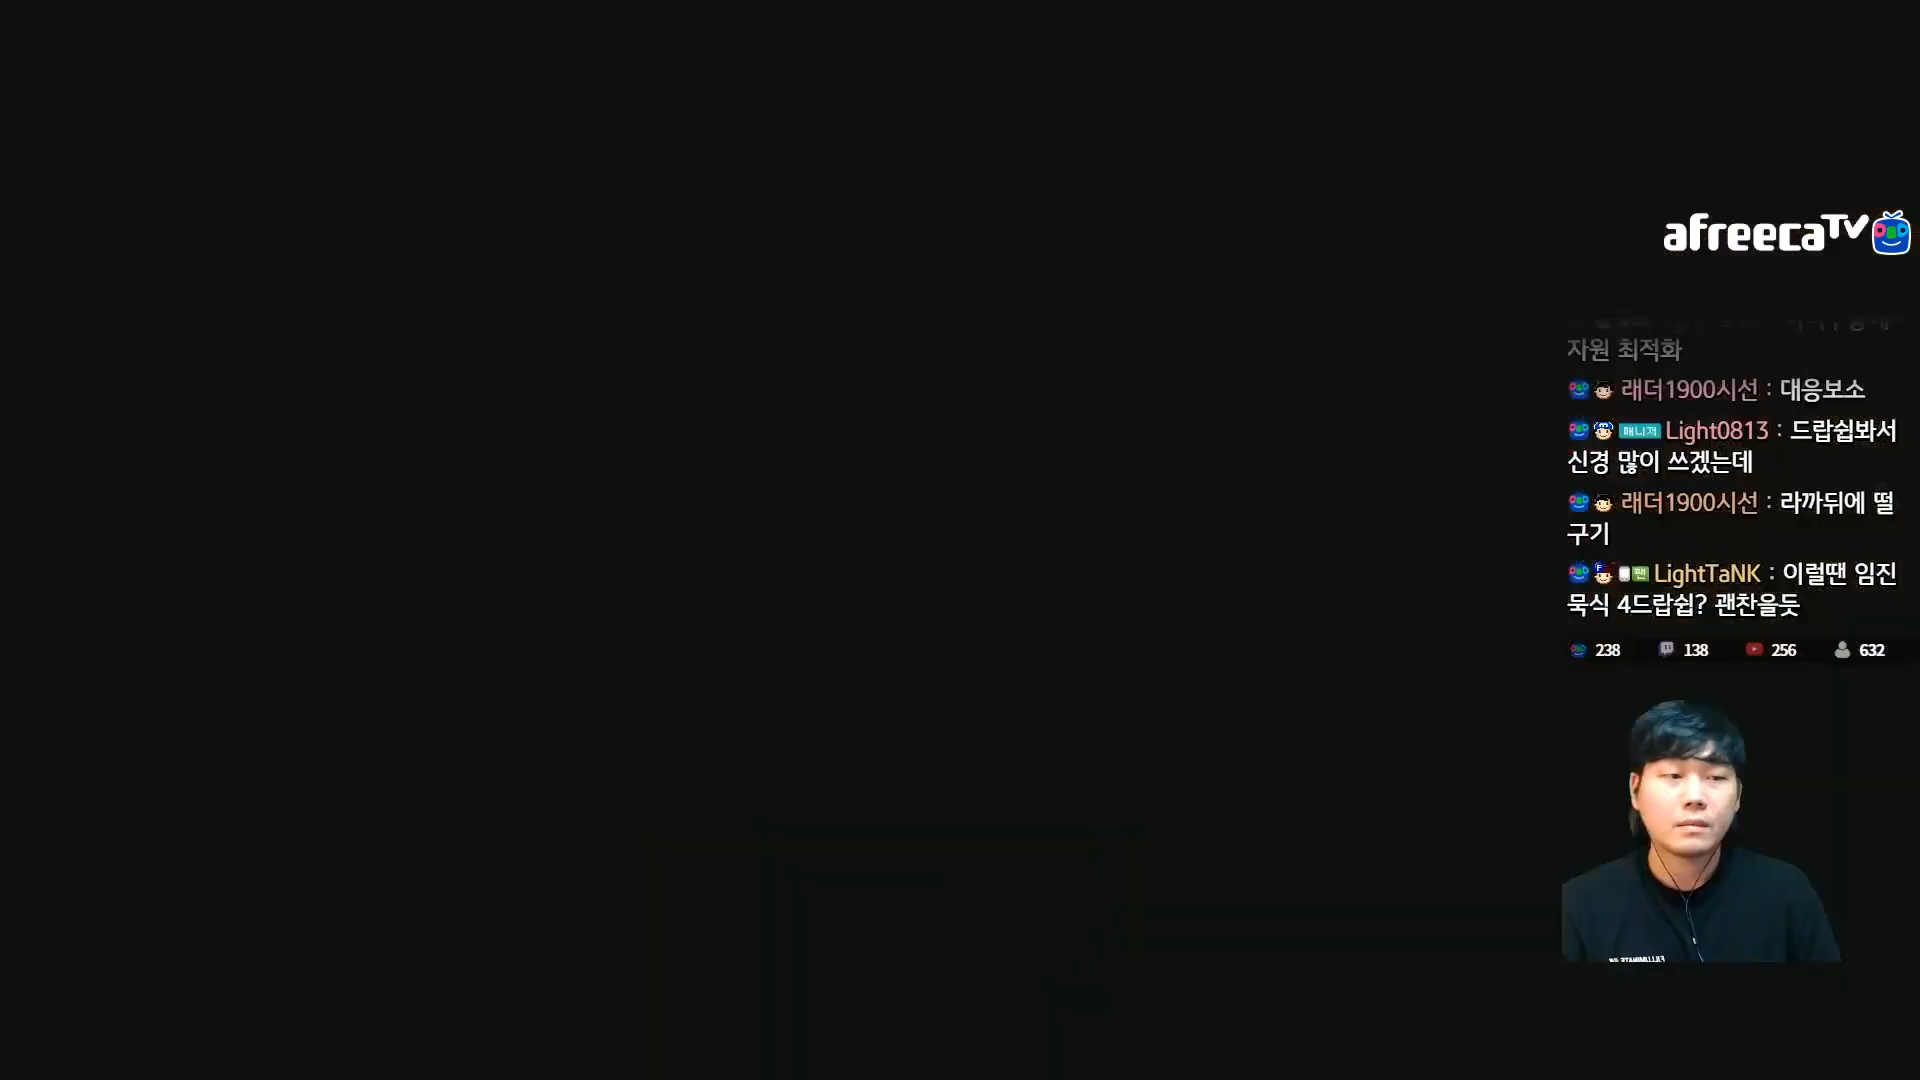 afreecaTV
자원 최적화
래더1900시선 : 대응보소
매니저 Light0813 : 드랍쉽봐서
신경 많이 쓰겠는데
래더1900시선 : 라까뒤에 떨
구기
팬 LightTaNK : 이럴땐 임진
묵식 4드랍쉽? 괜찬을듯
238 138 256 632